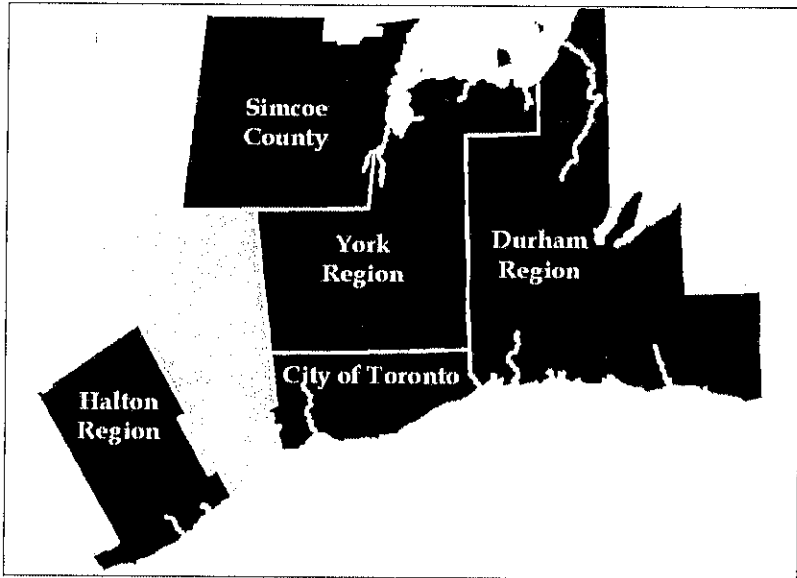 Simcoe
County
York
Region
Durham
Region
City of Toronto
Halton
Region